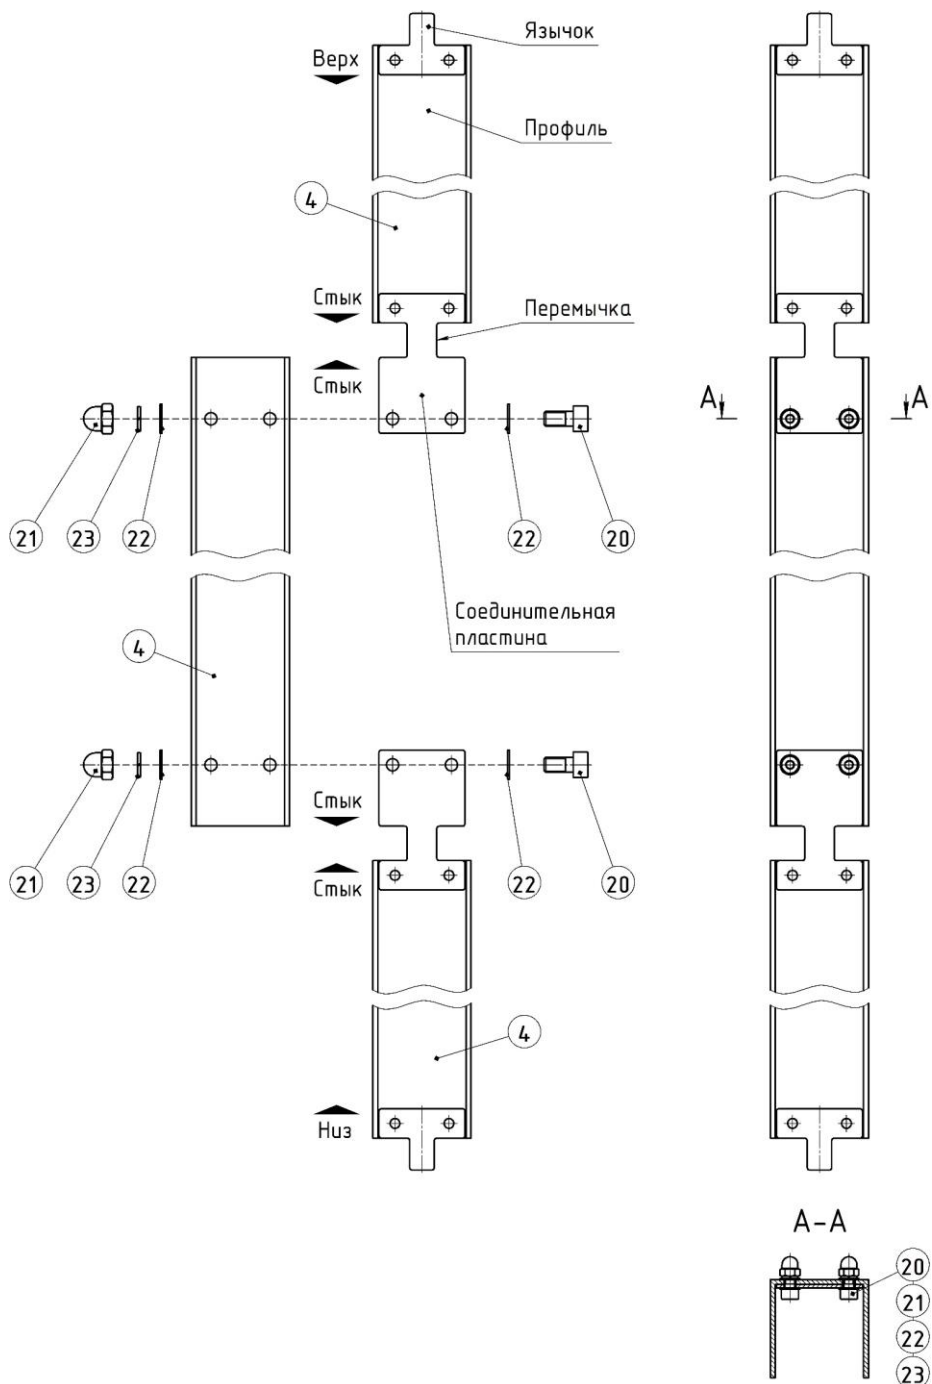 Язычок
Верх
Профиль
4
Стык
Перемычка
Стык
А
А
21
23
22
22
20
Соединительная
пластина
4
Стык
21
23
22
Стык
22
20
4
Низ
А-А
20
21
22
23